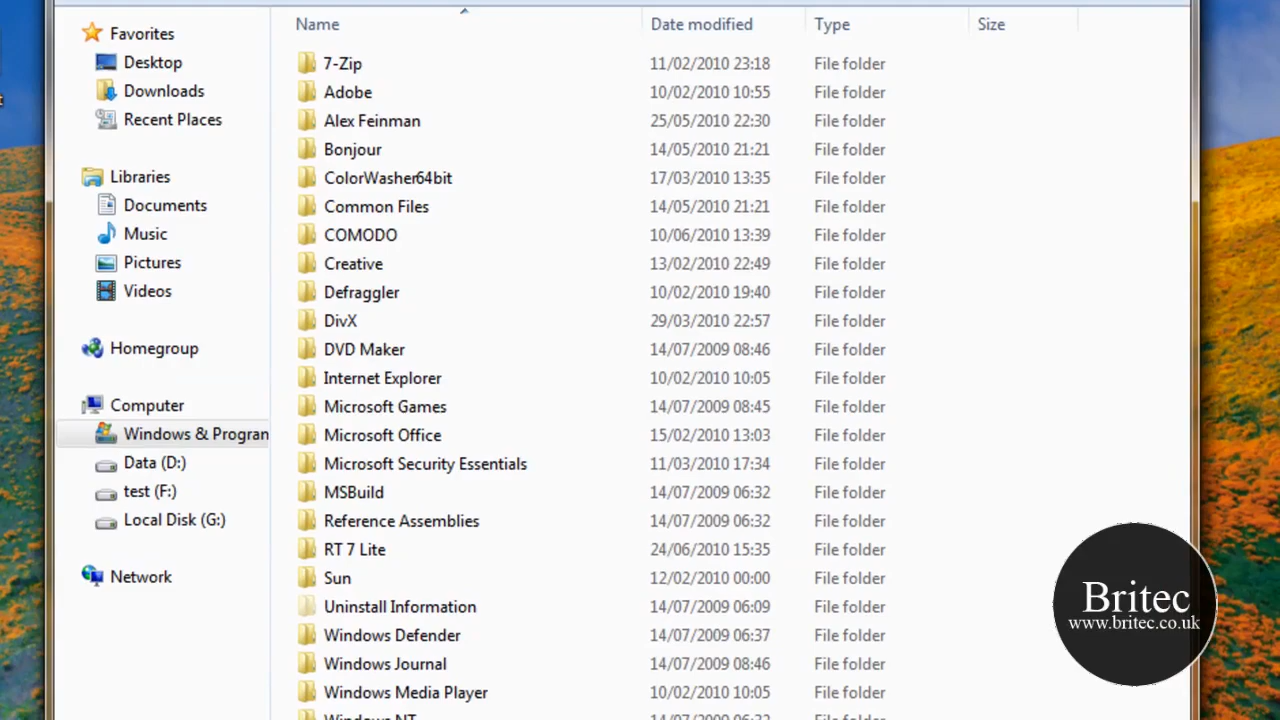 Name Date modified Type Size
Favorites
Desktop
Downloads
Recent Places
Libraries
Documents
Music
Pictures
Videos
Homegroup
Computer
Windows & Program
Data (D:)
test (F:)
Local Disk (G:)
Network
7-Zip 11/02/2010 23:18 File folder
Adobe 10/02/2010 10:55 File folder
Alex Feinman 25/05/2010 22:30 File folder
Bonjour 14/05/2010 21:21 File folder
ColorWasher64bit 17/03/2010 13:35 File folder
Common Files 14/05/2010 21:21 File folder
COMODO 10/06/2010 13:39 File folder
Creative 13/02/2010 22:49 File folder
Defraggler 10/02/2010 19:40 File folder
DivX 29/03/2010 22:57 File folder
DVD Maker 14/07/2009 08:46 File folder
Internet Explorer 10/02/2010 10:05 File folder
Microsoft Games 14/07/2009 08:45 File folder
Microsoft Office 15/02/2010 13:03 File folder
Microsoft Security Essentials 11/03/2010 17:34 File folder
MSBuild 14/07/2009 06:32 File folder
Reference Assemblies 14/07/2009 06:32 File folder
RT 7 Lite 24/06/2010 15:35 File folder
Sun 12/02/2010 00:00 File folder
Uninstall Information 14/07/2009 06:09 File folder
Windows Defender 14/07/2009 06:37 File folder
Windows Journal 14/07/2009 08:46 File folder
Windows Media Player 10/02/2010 10:05 File folder
Windows NT 14/07/2009 06:32 File folder
Britec
www.britec.co.uk